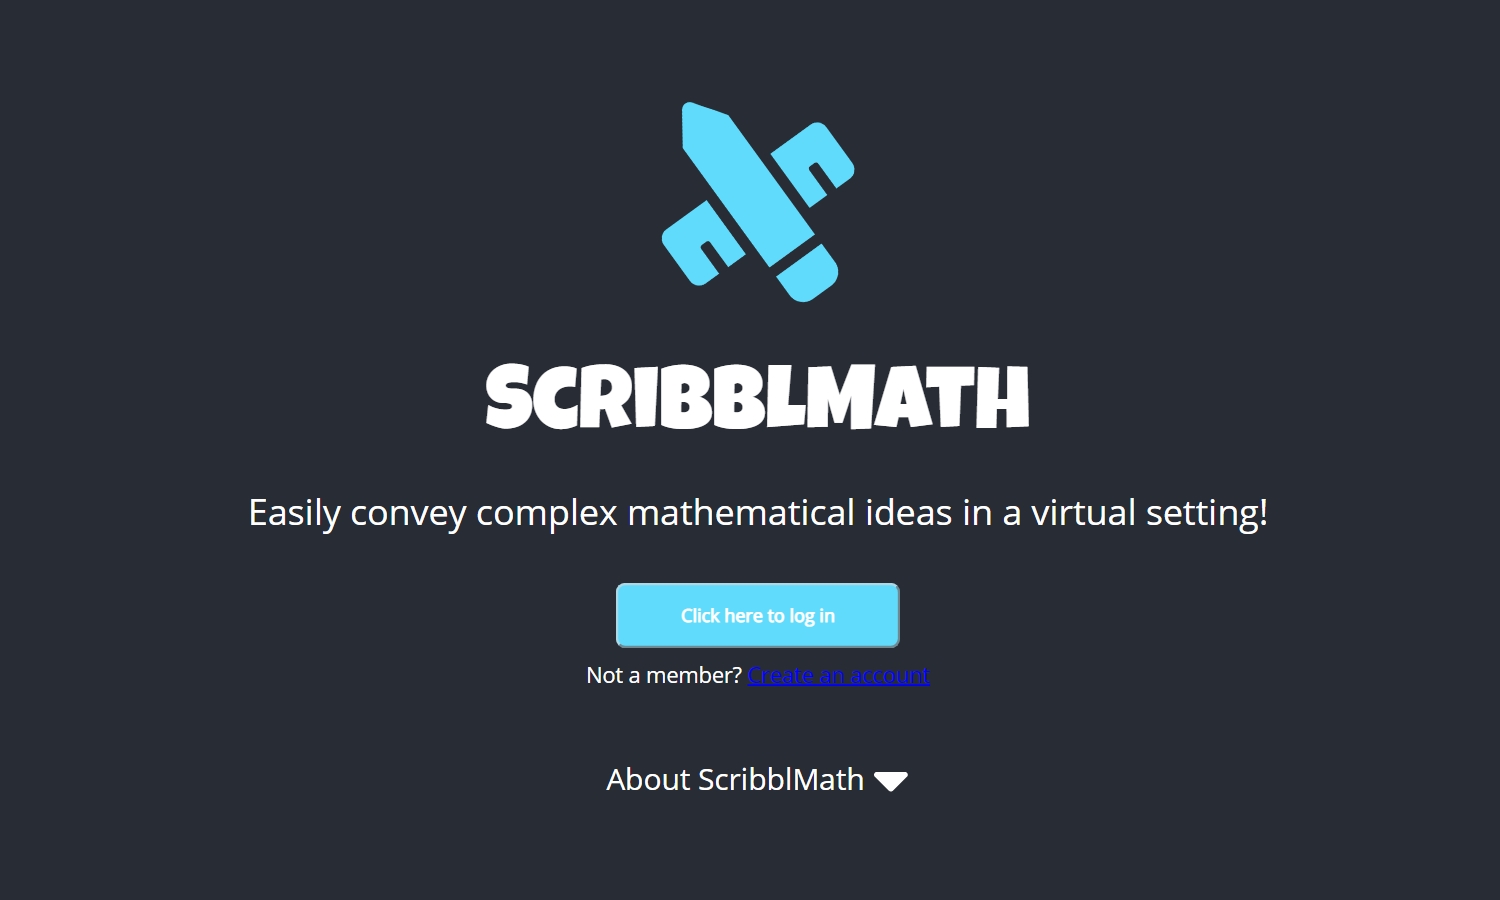 SCRIBBLMATH
Easily convey complex mathematical ideas in a virtual setting!
Click here to log in
Not a member? Create an account
About ScribblMath